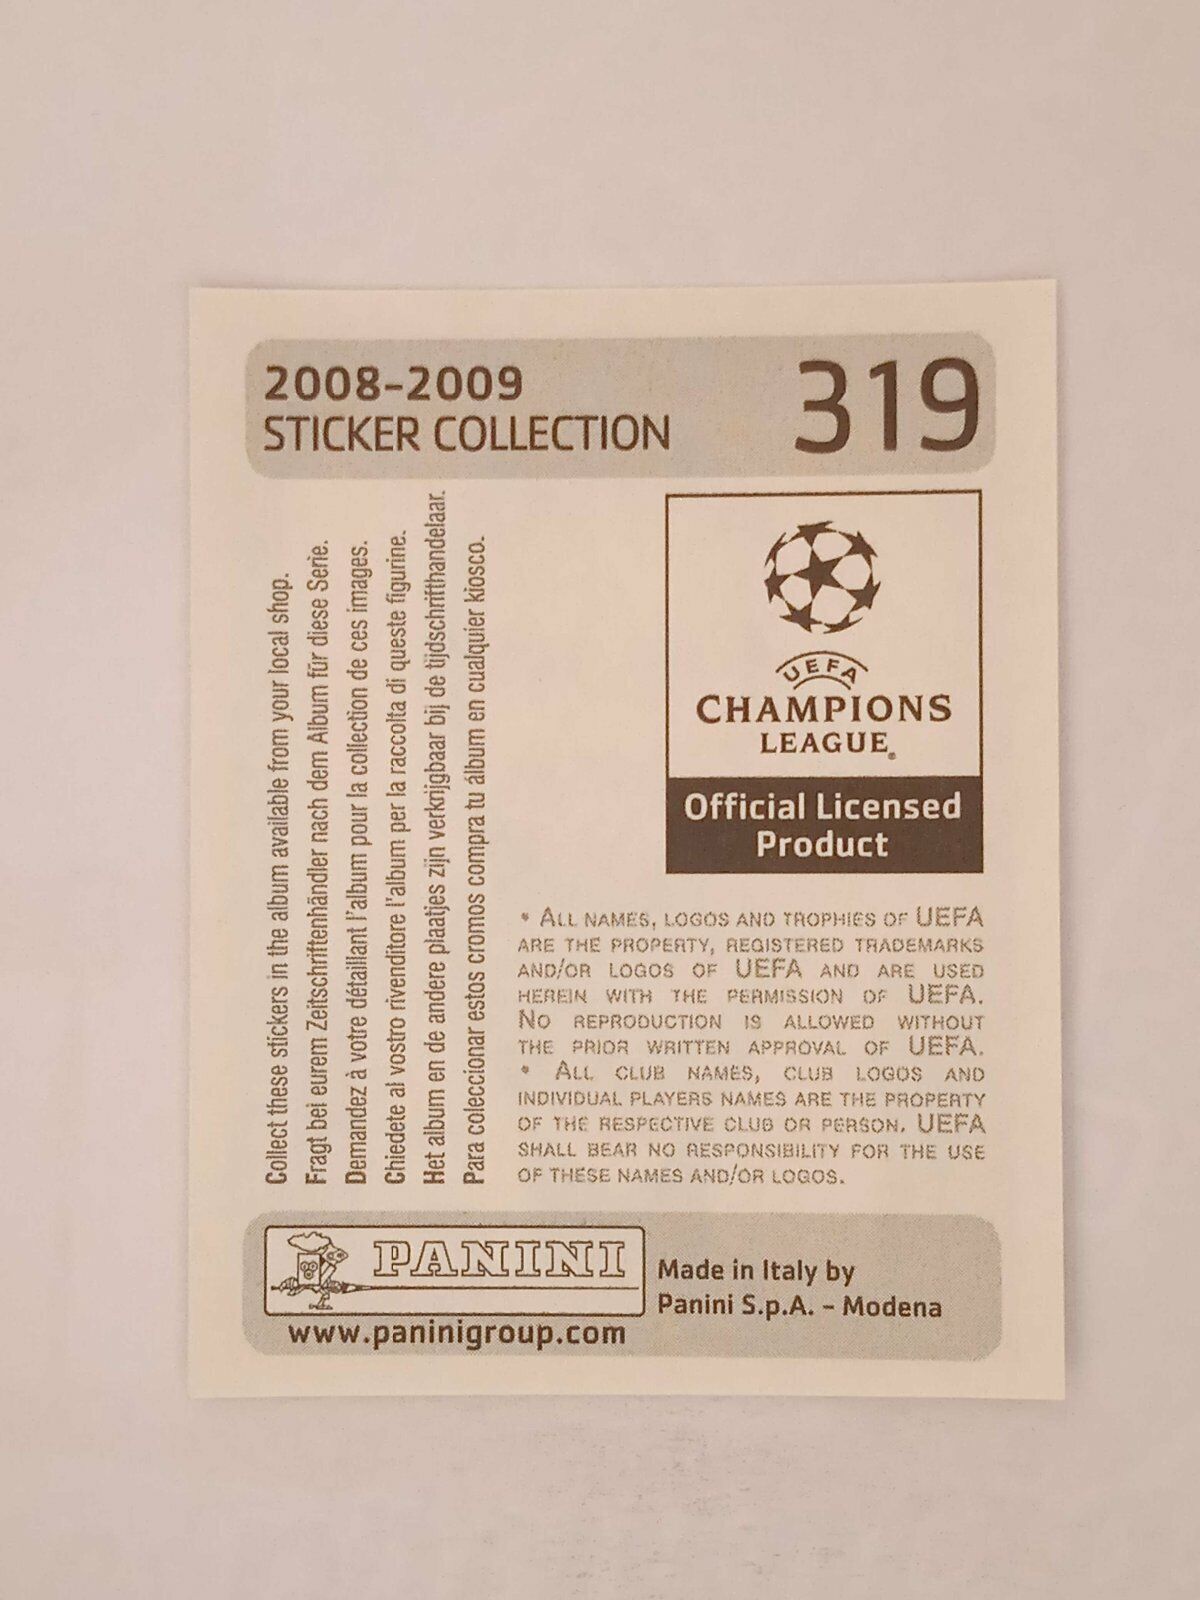 2008-2009
STICKER COLLECTION
319
Collect these stickers in the album available from your local shop.
Fragt bei eurem Zeitschriftenhändler nach dem Album für diese Serie.
Demandez à votre détaillant l'album pour la collection de ces images.
Chiedete al vostro rivenditore l'album per la raccolta di queste figurine.
Het album en de andere plaatjes zijn verkrijgbaar bij de tijdschrifthandelaar.
Para coleccionar estos cromos compra tu álbum en cualquier kiosco.
UEFA
CHAMPIONS
LEAGUE®
Official Licensed
Product
* ALL NAMES, LOGOS AND TROPHIES OF UEFA
ARE THE PROPERTY, REGISTERED TRADEMARKS
AND/OR LOGOS OF UEFA AND ARE USED
HEREIN WITH THE PERMISSION OF UEFA.
NO REPRODUCTION IS ALLOWED WITHOUT
THE PRIOR WRITTEN APPROVAL OF UEFA.
* ALL CLUB NAMES, CLUB LOGOS AND
INDIVIDUAL PLAYERS NAMES ARE THE PROPERTY
OF THE RESPECTIVE CLUB OR PERSON. UEFA
SHALL BEAR NO RESPONSIBILITY FOR THE USE
OF THESE NAMES AND/OR LOGOS.
PANINI
www.paninigroup.com
Made in Italy by
Panini S.p.A. - Modena